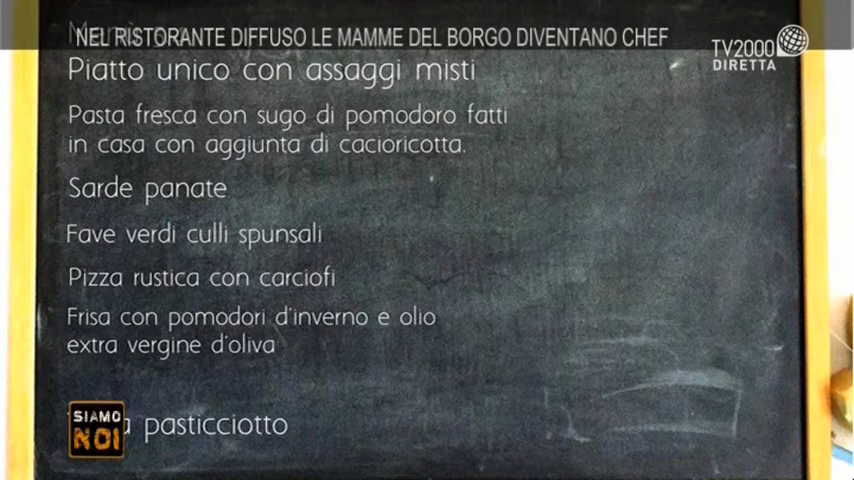 NEL RISTORANTE DIFFUSO LE MAMME DEL BORGO DIVENTANO CHEF
TV2000
DIRETTA
Piatto unico con assaggi misti
Pasta fresca con sugo di pomodoro fatti
in casa con aggiunta di cacioricotta.
Sarde panate
Fave verdi culli spunsali
Pizza rustica con carciofi
Frisa con pomodori d'inverno e olio
extra vergine d'oliva
pasticciotto
SIAMO
NOI